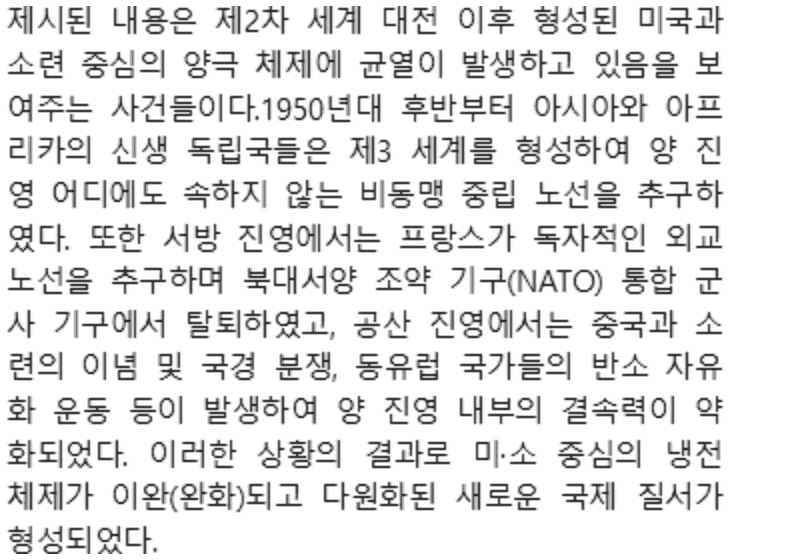 제시된 내용은 제2차 세계 대전 이후 형성된 미국과
소련 중심의 양극 체제에 균열이 발생하고 있음을 보
여주는 사건들이다.1950년대 후반부터 아시아와 아프
리카의 신생 독립국들은 제3 세계를 형성하여 양 진
영 어디에도 속하지 않는 비동맹 중립 노선을 추구하
였다. 또한 서방 진영에서는 프랑스가 독자적인 외교
노선을 추구하며 북대서양 조약 기구(NATO) 통합 군
사 기구에서 탈퇴하였고, 공산 진영에서는 중국과 소
련의 이념 및 국경 분쟁, 동유럽 국가들의 반소 자유
화 운동 등이 발생하여 양 진영 내부의 결속력이 약
화되었다. 이러한 상황의 결과로 미·소 중심의 냉전
체제가 이완(완화)되고 다원화된 새로운 국제 질서가
형성되었다.